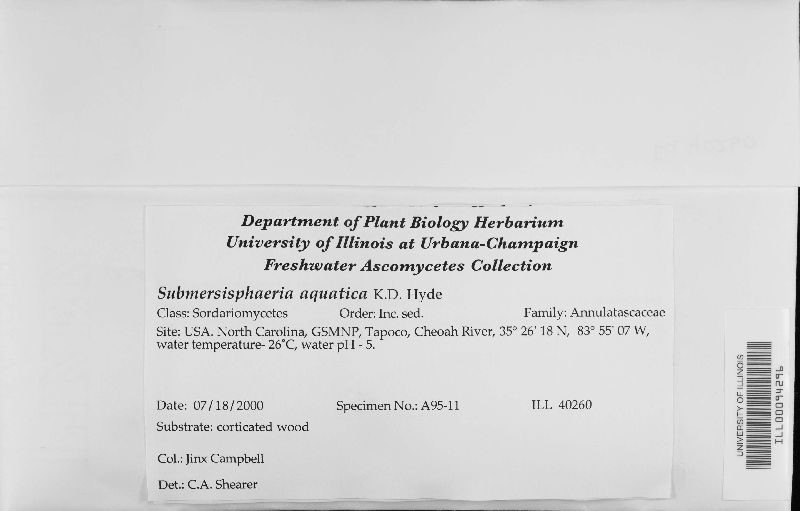 Department of Plant Biology Herbarium
University of Illinois at Urbana-Champaign
Freshwater Ascomycetes Collection
Submersisphaeria aquatica K.D. Hyde
Class: Sordariomycetes Order: Inc. sed. Family: Annulatascaceae
Site: USA. North Carolina, GSMNP, Tapoco, Cheoah River, 35° 26' 18 N, 83° 55' 07 W,
water temperature- 26°C, water pH - 5.
Date: 07/18/2000 Specimen No.: A95-11 ILL 40260
Substrate: corticated wood
Col.: Jinx Campbell
Det.: C.A. Shearer
UNIVERSITY OF ILLINOIS
ILL00094296